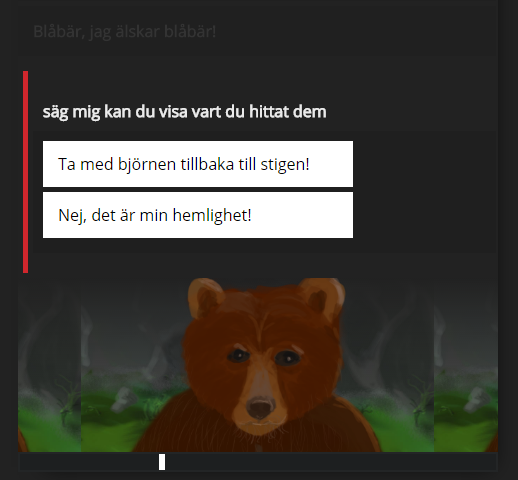 Blåbär, jag älskar blåbär!
säg mig kan du visa vart du hittat dem
Ta med björnen tillbaka till stigen!
Nej, det är min hemlighet!